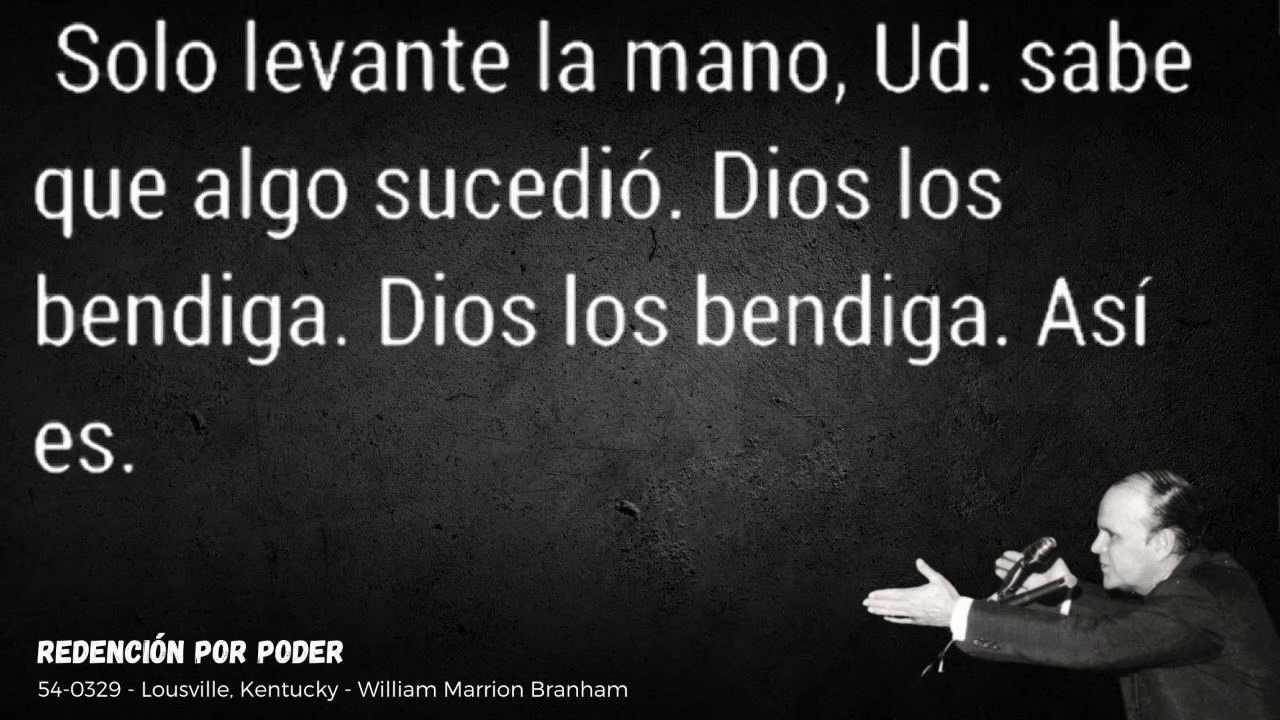 Solo levante la mano, Ud. sabe
que algo sucedió. Dios los
bendiga. Dios los bendiga. Así
es.
REDENCIÓN POR PODER
54-0329 - Lousville, Kentucky - William Marrion Branham